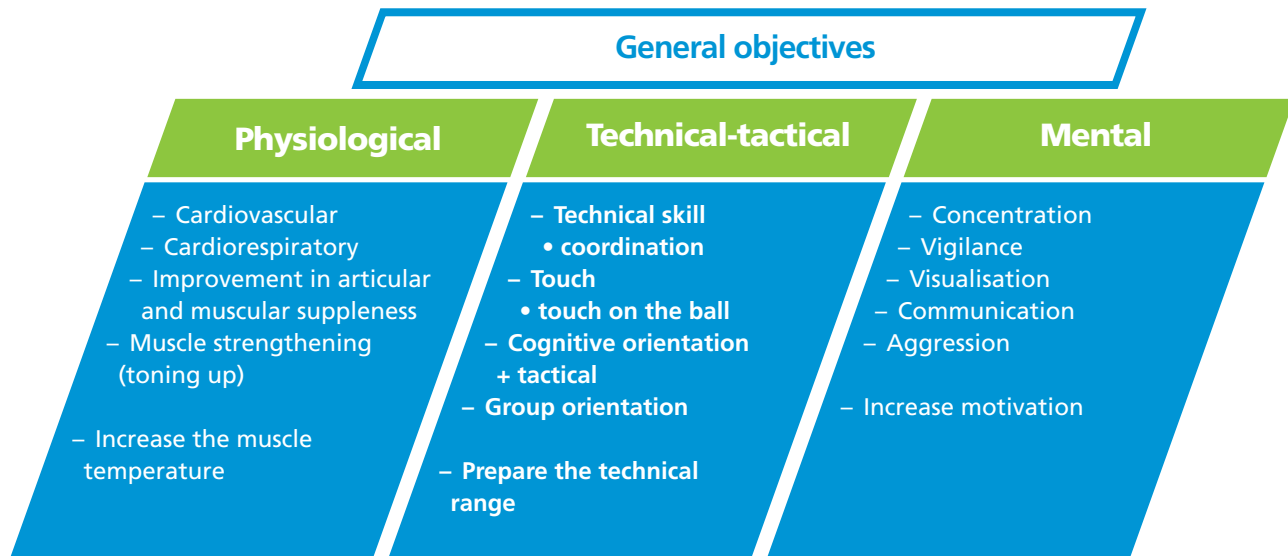 General objectives
Physiological
– Cardiovascular
– Cardiorespiratory
– Improvement in articular
and muscular suppleness
– Muscle strengthening
(toning up)
– Increase the muscle
temperature
Technical-tactical
– Technical skill
• coordination
– Touch
• touch on the ball
– Cognitive orientation
+ tactical
– Group orientation
– Prepare the technical
range
Mental
– Concentration
– Vigilance
– Visualisation
– Communication
– Aggression
– Increase motivation